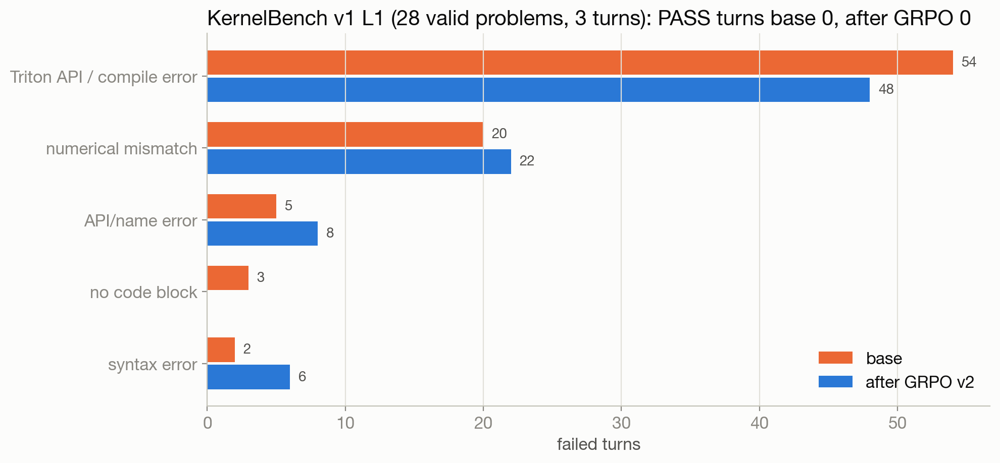 KernelBench v1 L1 (28 valid problems, 3 turns): PASS turns base 0, after GRPO 0
Triton API / compile error
54
48
numerical mismatch
20
22
API/name error
5
8
no code block
3
syntax error
2
6
base
after GRPO v2
0 10 20 30 40 50
failed turns